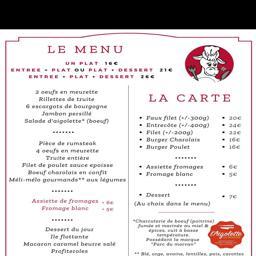 LE MENU
UN PLAT 16€
ENTREE + PLAT OU PLAT + DESSERT 21€
ENTREE + PLAT + DESSERT 26€
2 oeufs en meurette
Rillettes de truite
6 escargots de bourgogne
Jambon persillé
Salade d'aigolette* (boeuf)
Pièce de rumsteak
4 oeufs en meurette
Truite entière
Filet de poulet sauce epoisse
Boeuf charolais en confit
Méli-mélo gourmands** aux légumes
Assiette de fromages - 6€
Fromage blanc - 5€
Dessert du jour
Ile flottante
Macaron caramel beurre salé
Profiteroles
LA CARTE
Faux filet (+/-300g) • 20€
Entrecôte (+/-400g) • 24€
Filet (+/-200g) • 22€
Burger Charolais • 16€
Burger Poulet • 16€
Assiette fromages • 6€
Fromage blanc • 5€
Dessert • 7€
(Au choix dans le menu)
*Charcuterie de boeuf (poitrine)
fumée et marinée au miel &
épices, cuit à basse
température.
Possédant la marque
"Parc du morvan"
** Blé, orge, avoine, lentilles, pois, carottes
L'Aigolette